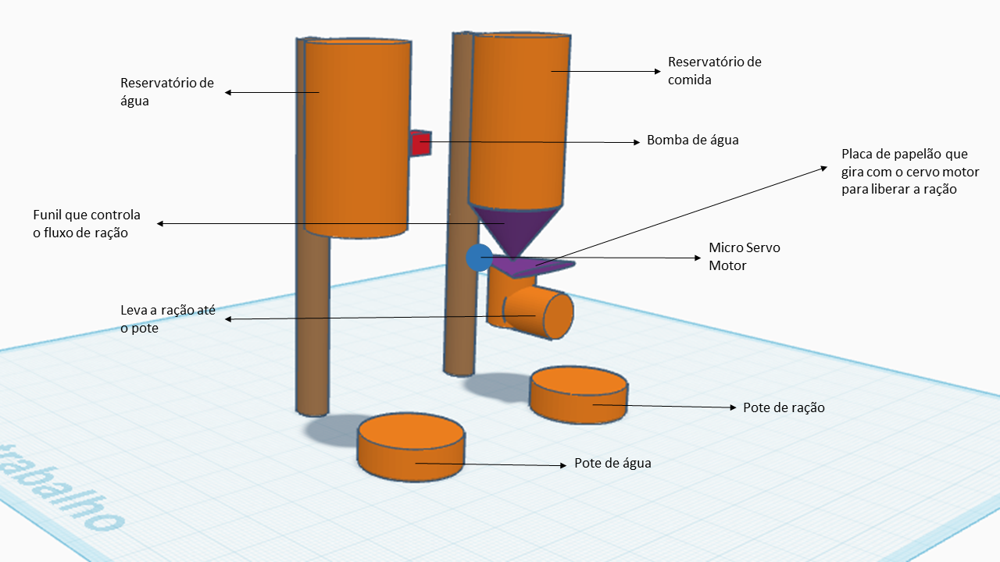 Reservatório de
comida
Reservatório de
água
Bomba de água
Placa de papelão que
gira com o cervo motor
para liberar a ração
Funil que controla
o fluxo de ração
Micro Servo
Motor
Leva a ração até
o pote
Pote de ração
Pote de água
trabalho